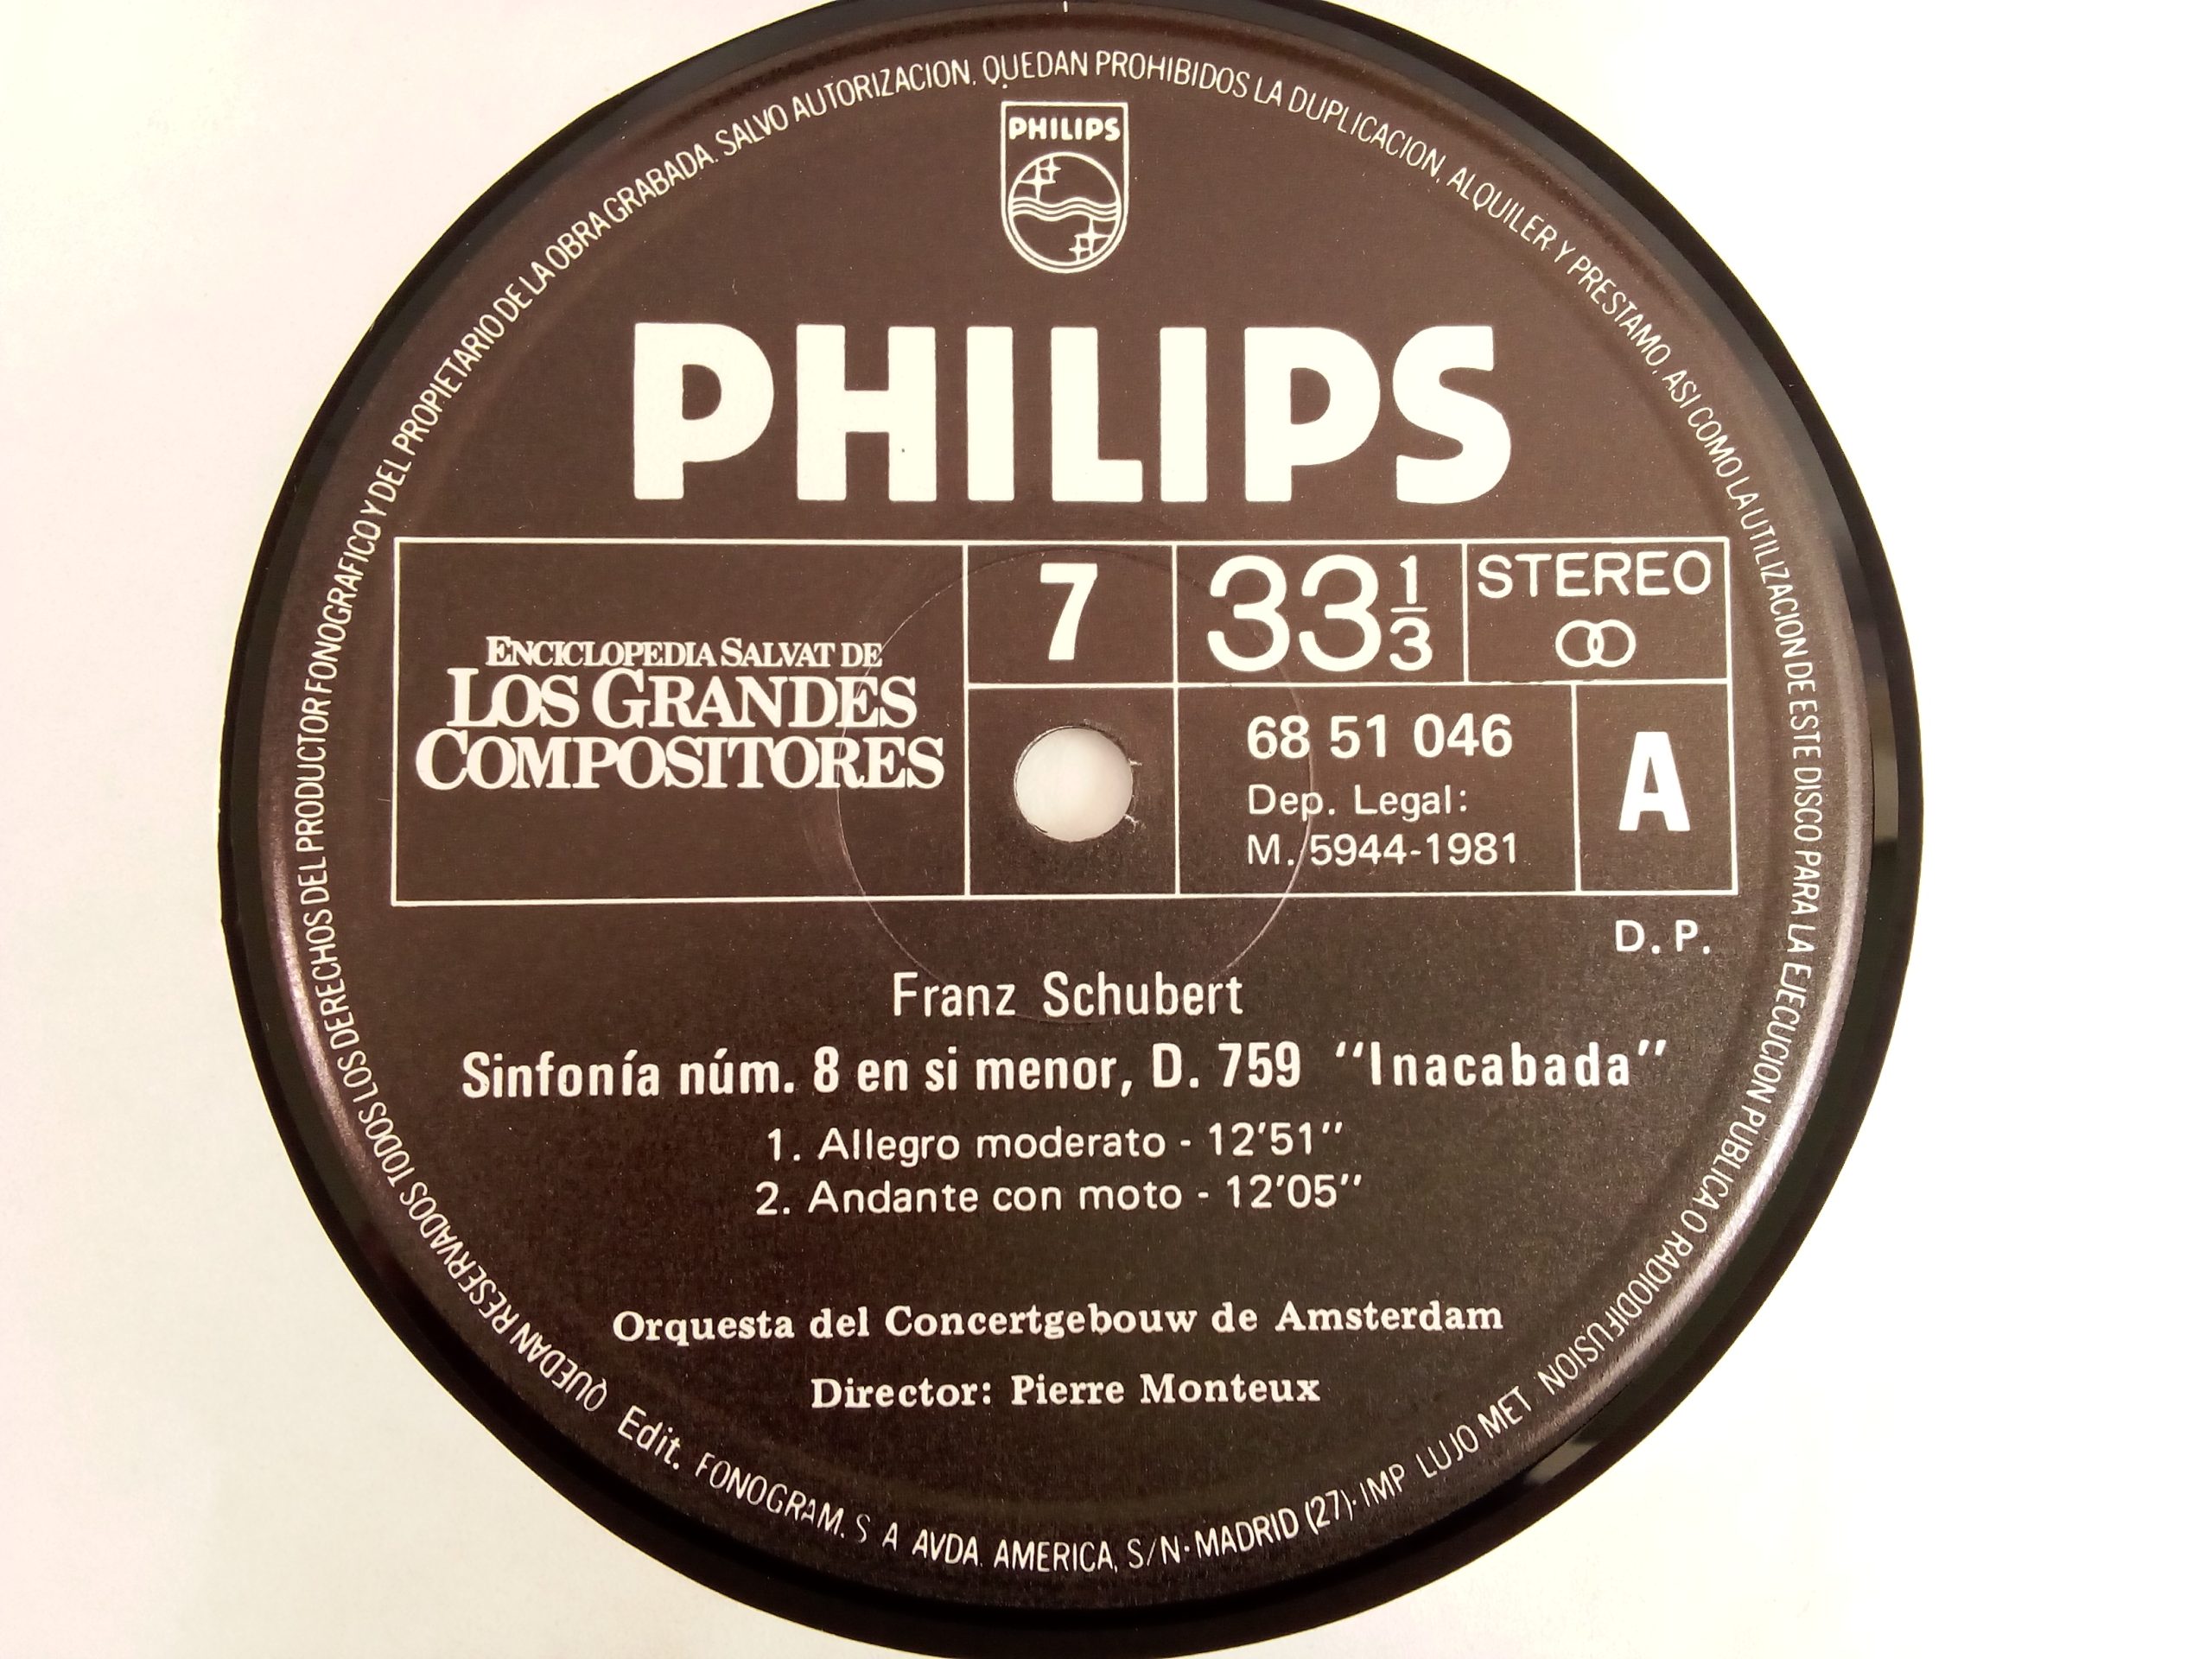 QUEDAN RESERVADOS TODOS LOS DERECHOS DEL PRODUCTOR FONOGRAFICO Y DEL PROPIETARIO DE LA OBRA GRABADA. SALVO AUTORIZACION, QUEDAN PROHIBIDOS LA DUPLICACION, ALQUILER Y PRESTAMO, ASI COMO LA UTILIZACION DE ESTE DISCO PARA LA EJECUCION PUBLICA O RADIODIFUSION
PHILIPS
PHILIPS
ENCICLOPEDIA SALVAT DE
LOS GRANDES
COMPOSITORES
7
33 1/3
STEREO
68 51 046
Dep. Legal:
M. 5944-1981
A
D. P.
Franz Schubert
Sinfonía núm. 8 en si menor, D. 759 "Inacabada"
1. Allegro moderato - 12'51"
2. Andante con moto - 12'05"
Orquesta del Concertgebouw de Amsterdam
Director: Pierre Monteux
Edit. FONOGRAM. S A AVDA. AMERICA, S/N· MADRID (27)· IMP LUJO MET